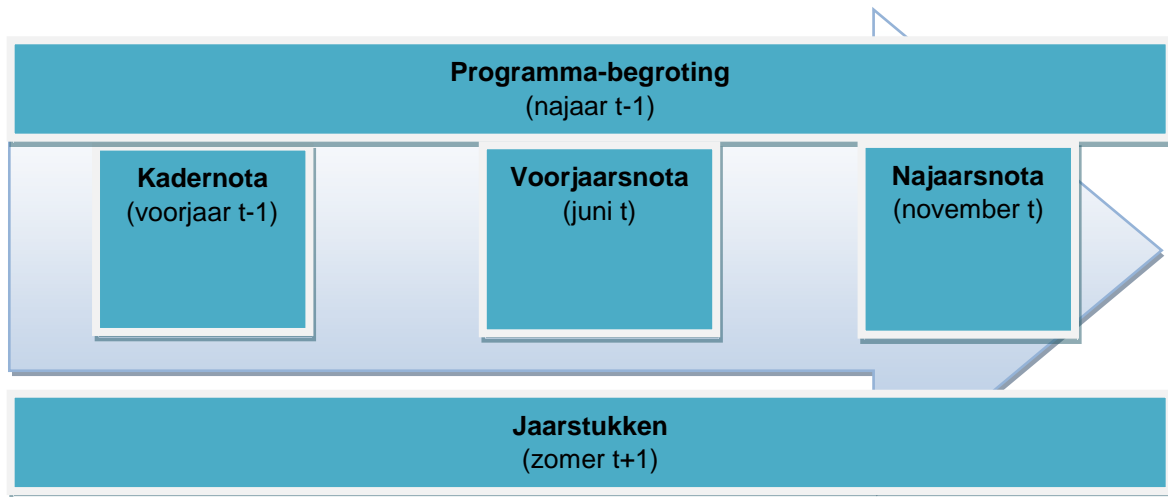 Programma-begroting
(najaar t-1)
Kadernota
(voorjaar t-1)
Voorjaarsnota
(juni t)
Najaarsnota
(november t)
Jaarstukken
(zomer t+1)